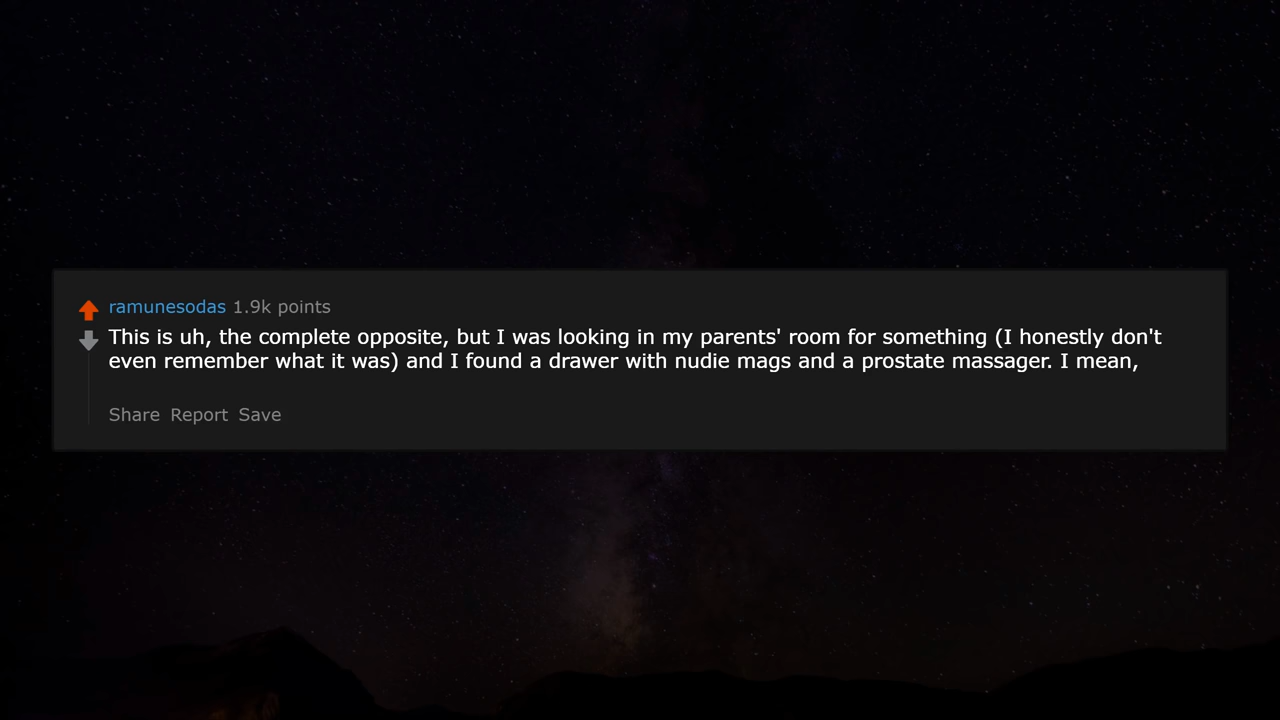 ramunesodas 1.9k points
This is uh, the complete opposite, but I was looking in my parents' room for something (I honestly don't
even remember what it was) and I found a drawer with nudie mags and a prostate massager. I mean,
Share Report Save